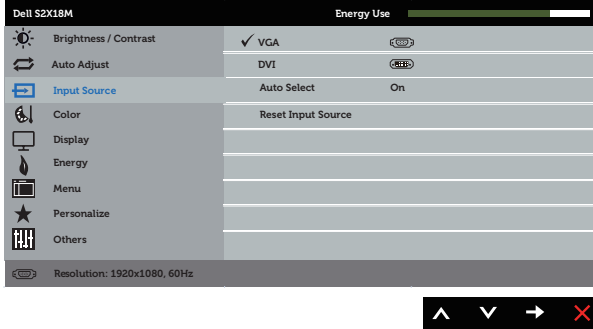 Dell S2X18M Energy Use
Brightness / Contrast
Auto Adjust
Input Source
Color
Display
Energy
Menu
Personalize
Others
VGA
DVI
Auto Select On
Reset Input Source
Resolution: 1920x1080, 60Hz